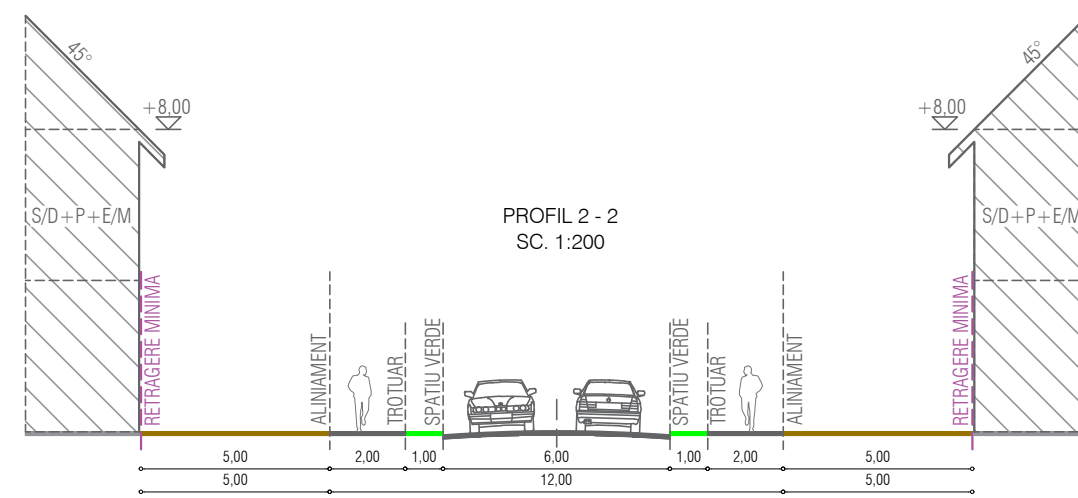 45°
45°
+8,00
+8,00
S/D+P+E/M
PROFIL 2 - 2
SC. 1:200
S/D+P+E/M
RETRAGERE MINIMA
ALINIAMENT
TROTUAR
SPATIU VERDE
SPATIU VERDE
TROTUAR
ALINIAMENT
RETRAGERE MINIMA
5,00 2,00 1,00 6,00 1,00 2,00 5,00
5,00 12,00 5,00